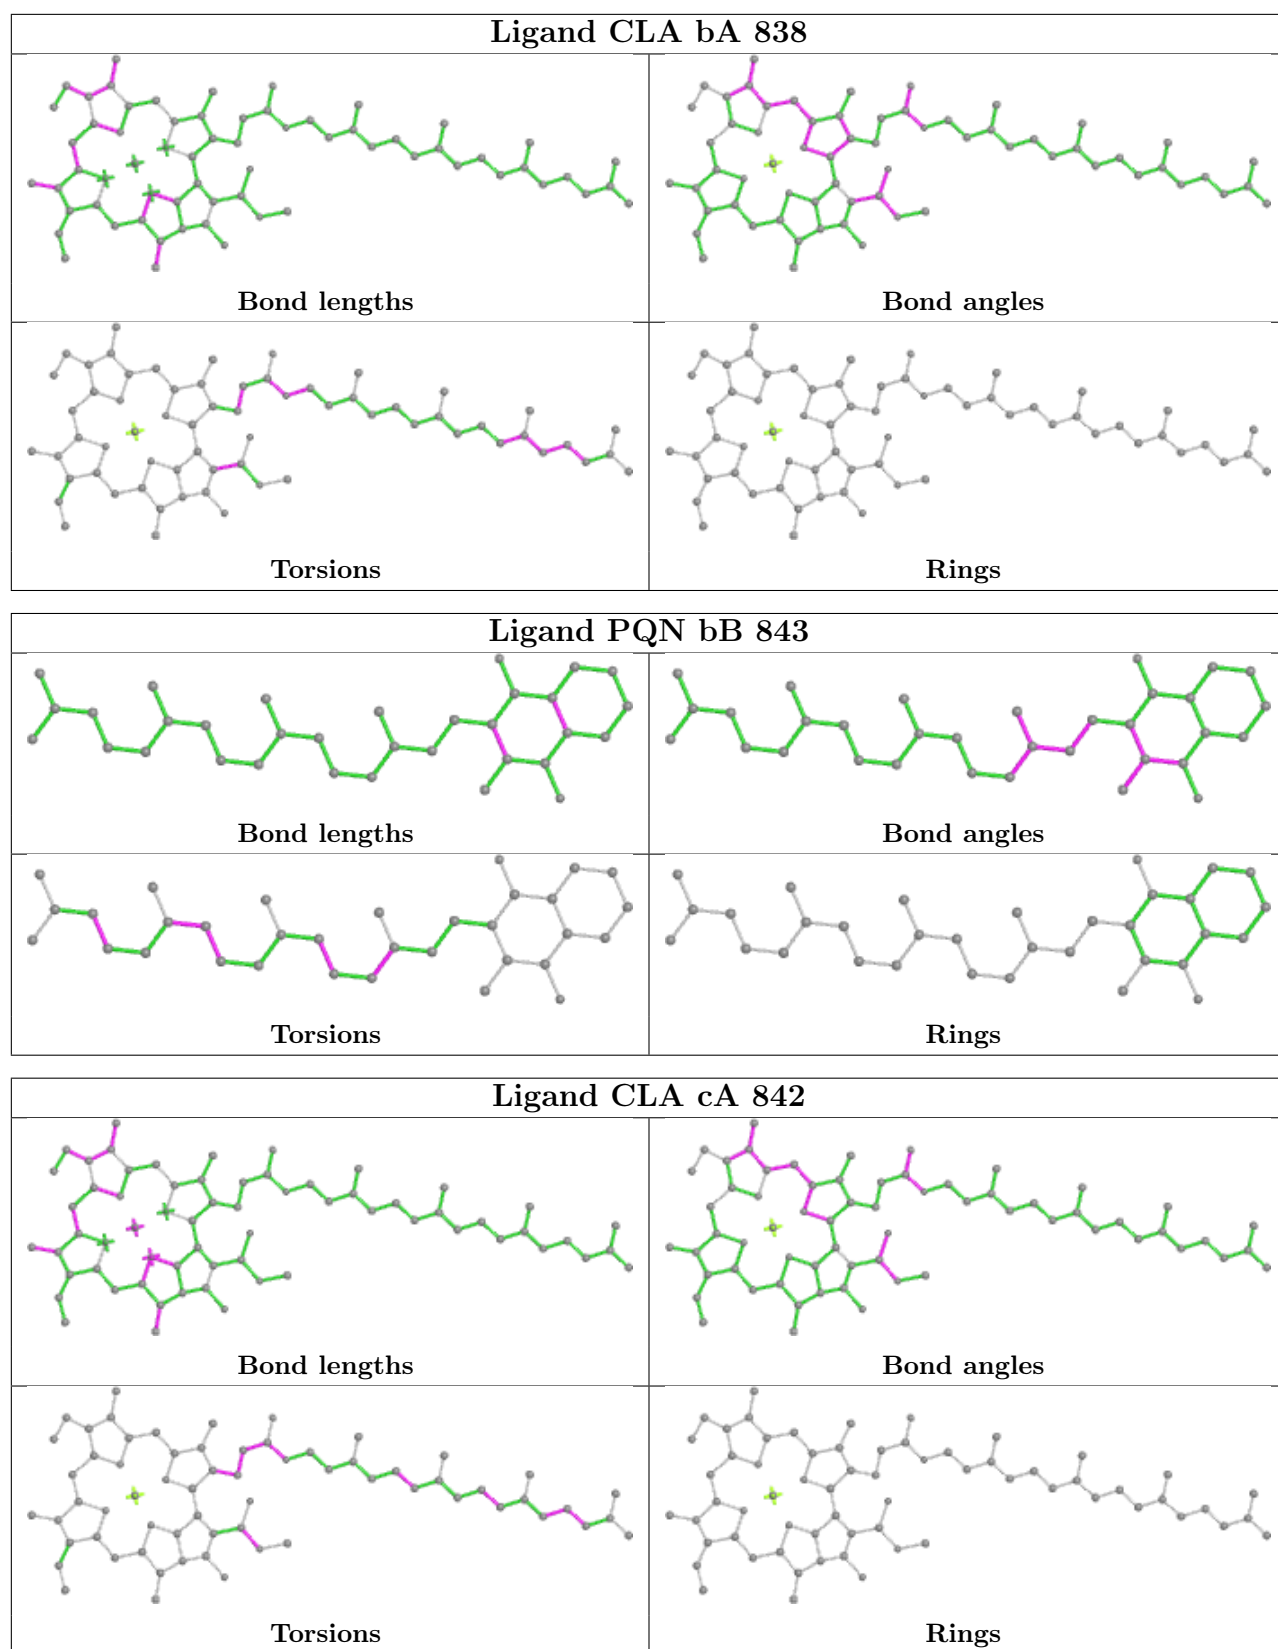 Ligand CLA bA 838
Bond lengths
Bond angles
Torsions
Rings
Ligand PQN bB 843
Bond lengths
Bond angles
Torsions
Rings
Ligand CLA cA 842
Bond lengths
Bond angles
Torsions
Rings